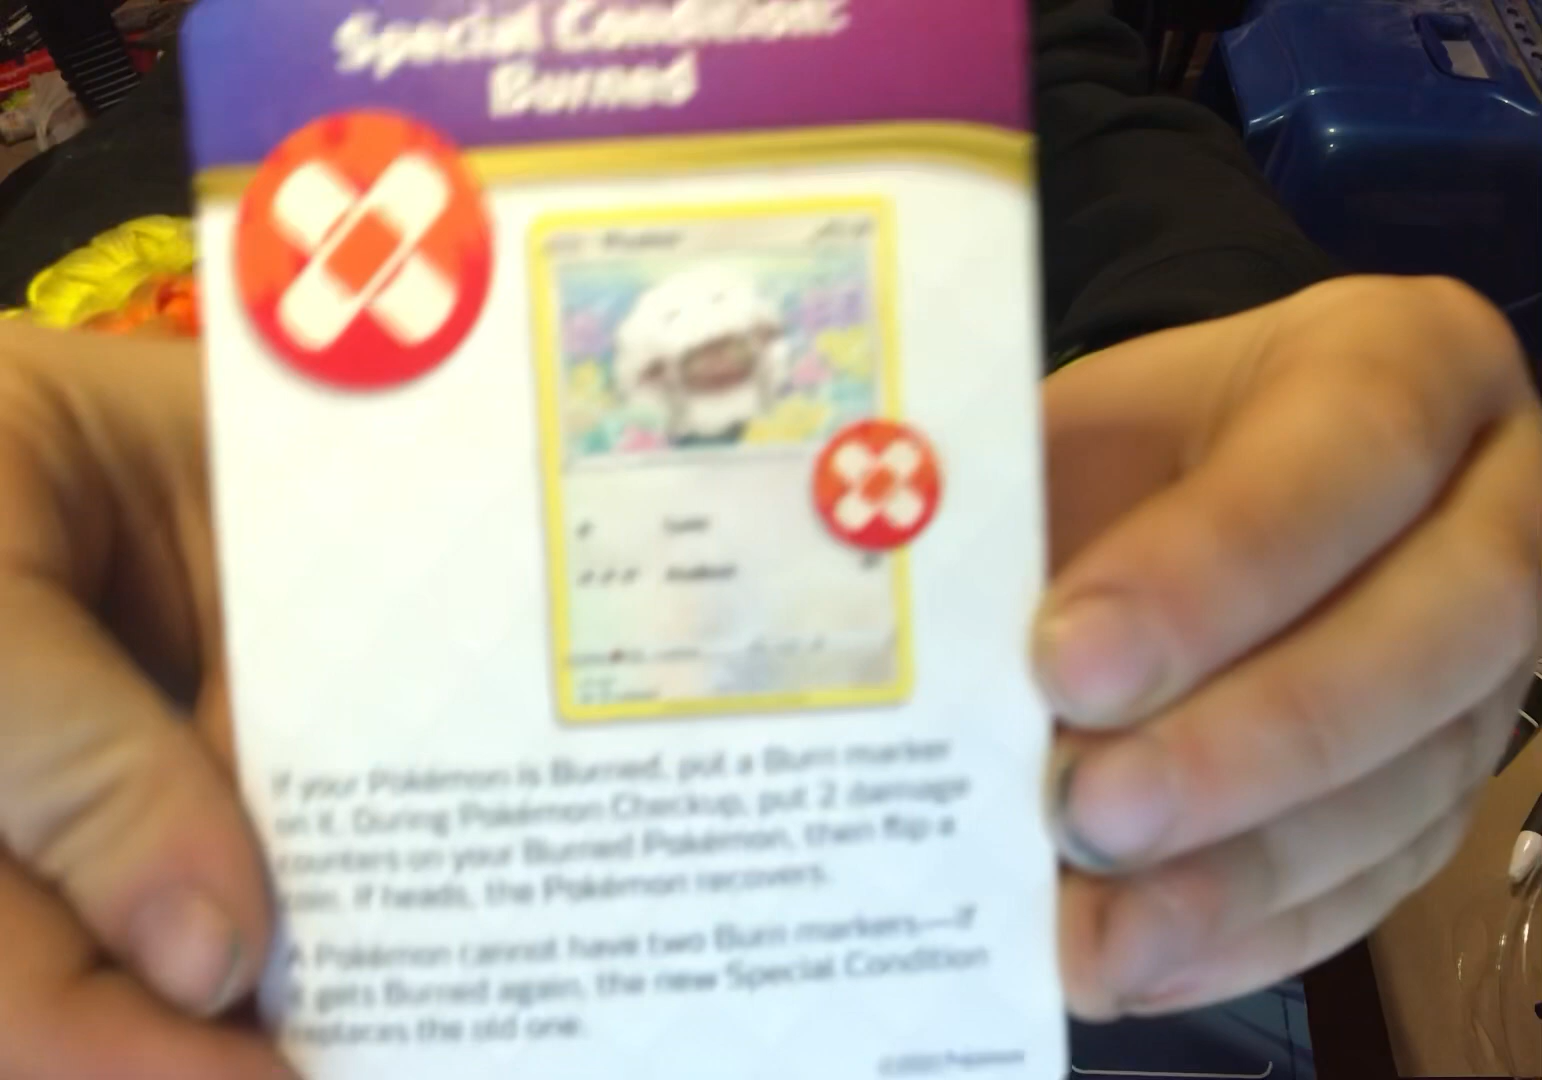 Special Condition:
Burned
If your Pokémon is Burned, put a Burn marker
on it. During Pokémon Checkup, put 2 damage
counters on your Burned Pokémon, then flip a
coin. If heads, the Pokémon recovers.
A Pokémon cannot have two Burn markers—if
it gets Burned again, the new Special Condition
replaces the old one.
Pokémon